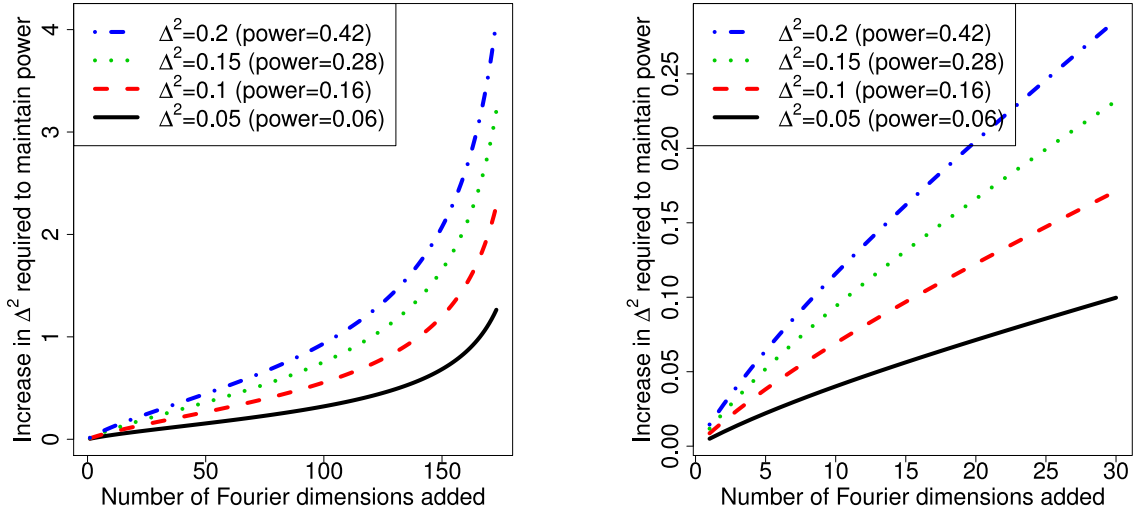 Increase in Δ² required to maintain power
4
3
2
1
0
Δ²=0.2 (power=0.42)
Δ²=0.15 (power=0.28)
Δ²=0.1 (power=0.16)
Δ²=0.05 (power=0.06)
0 50 100 150
Number of Fourier dimensions added
Increase in Δ² required to maintain power
0.25
0.20
0.15
0.10
0.05
0.00
Δ²=0.2 (power=0.42)
Δ²=0.15 (power=0.28)
Δ²=0.1 (power=0.16)
Δ²=0.05 (power=0.06)
0 5 10 15 20 25 30
Number of Fourier dimensions added